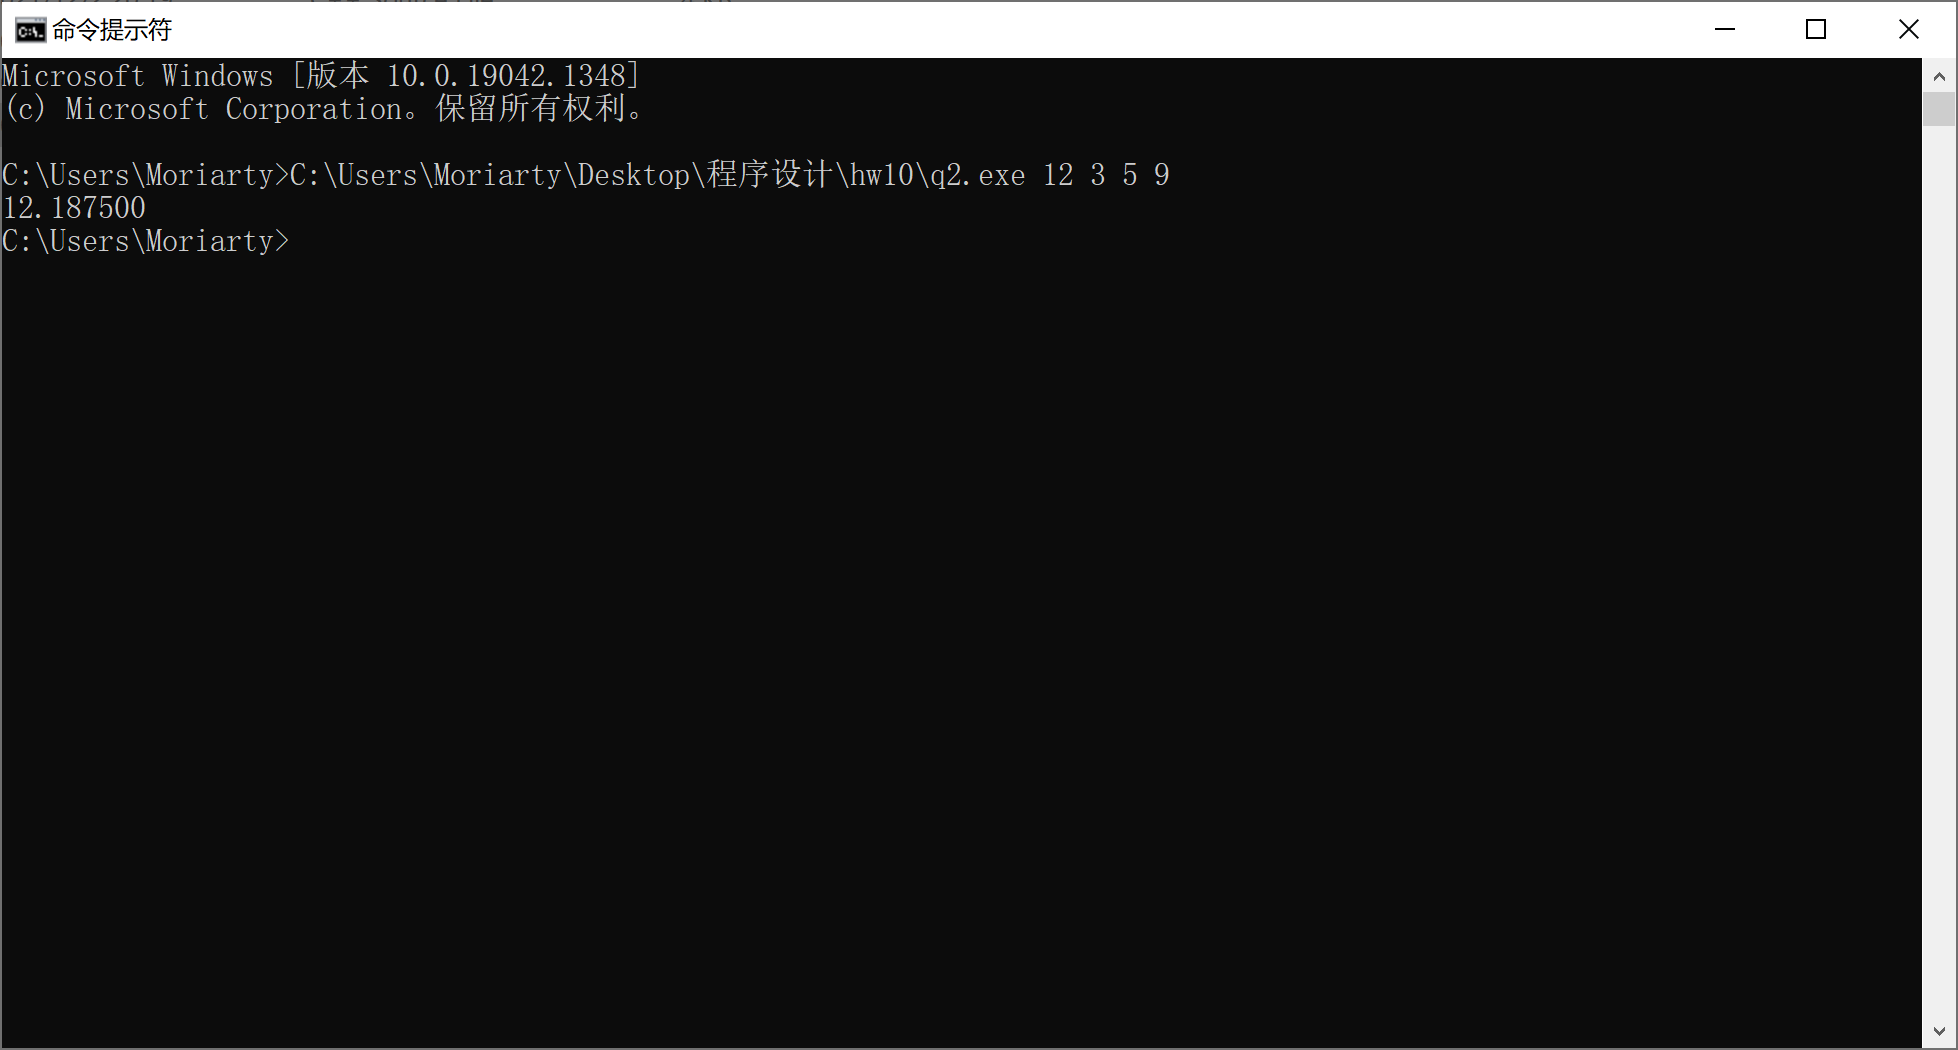 命令提示符
Microsoft Windows [版本 10.0.19042.1348]
(c) Microsoft Corporation。保留所有权利。
C:\Users\Moriarty>C:\Users\Moriarty\Desktop\程序设计\hw10\q2.exe 12 3 5 9
12.187500
C:\Users\Moriarty>